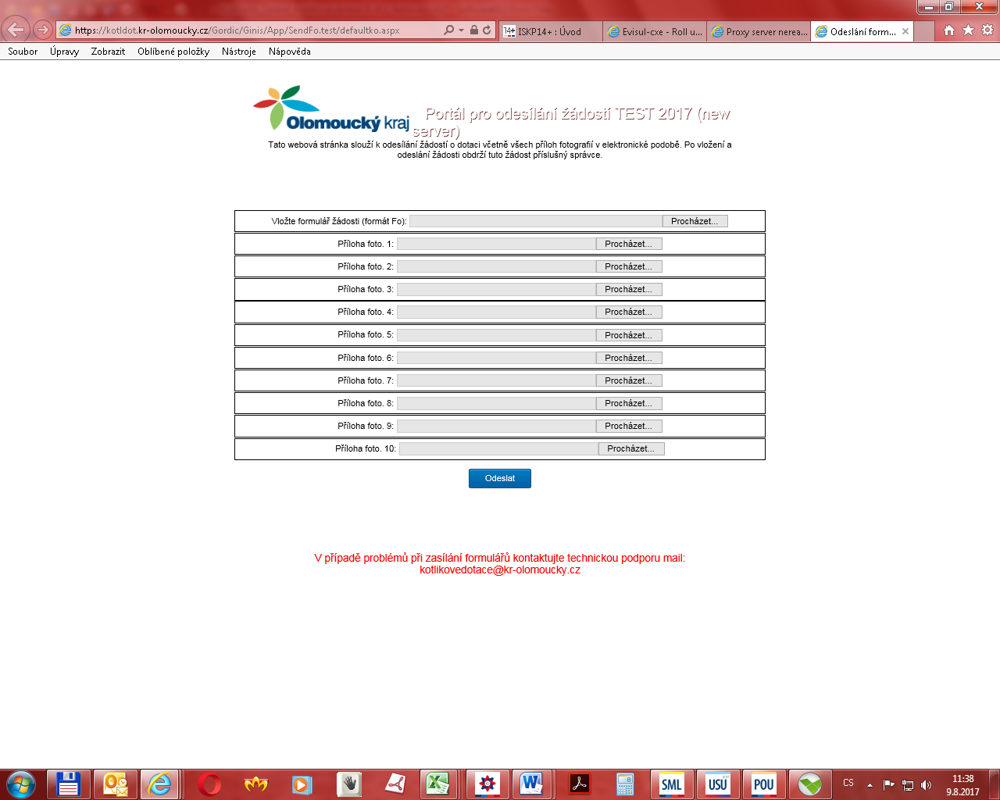 https://kotldot.kr-olomoucky.cz/Gordic/Ginis/App/SendFo.test/defaultko.aspx
14+ ISKP14+ : Úvod
Evisul-cxe - Roll u...
Proxy server nerea...
Odeslání form...
Soubor Úpravy Zobrazit Oblíbené položky Nástroje Nápověda
Olomoucký kraj
Portál pro odesílání žádostí TEST 2017 (new
server)
Tato webová stránka slouží k odesílání žádostí o dotaci včetně všech příloh fotografií v elektronické podobě. Po vložení a
odeslání žádosti obdrží tuto žádost příslušný správce.
Vložte formulář žádosti (formát Fo): Procházet...
Příloha foto. 1: Procházet...
Příloha foto. 2: Procházet...
Příloha foto. 3: Procházet...
Příloha foto. 4: Procházet...
Příloha foto. 5: Procházet...
Příloha foto. 6: Procházet...
Příloha foto. 7: Procházet...
Příloha foto. 8: Procházet...
Příloha foto. 9: Procházet...
Příloha foto. 10: Procházet...
Odeslat
V případě problémů při zasílání formulářů kontaktujte technickou podporu mail:
kotlikovedotace@kr-olomoucky.cz
SML USU POU CS 11:38
9.8.2017